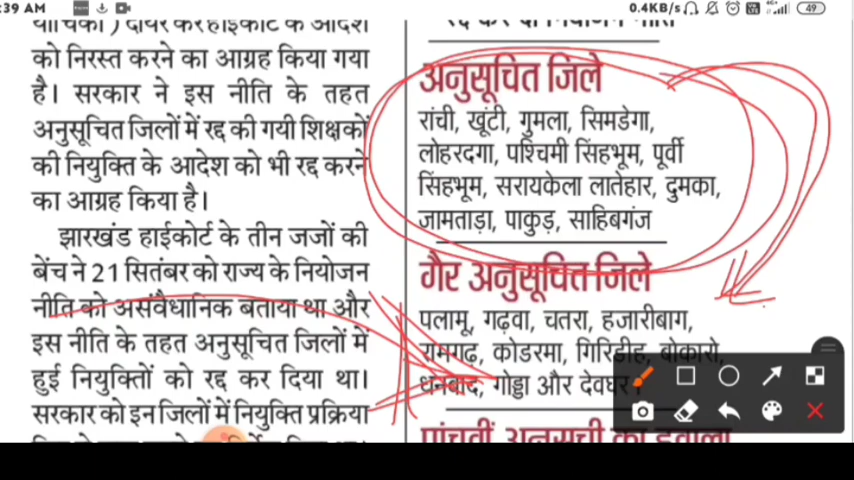 :39 AM
0.4KB/s
49
को निरस्त करने का आग्रह किया गया
है। सरकार ने इस नीति के तहत
अनुसूचित जिलों में रद्द की गयी शिक्षकों
की नियुक्ति के आदेश को भी रद्द करने
का आग्रह किया है।
झारखंड हाईकोर्ट के तीन जजों की
बेंच ने 21 सितंबर को राज्य के नियोजन
नीति को असंवैधानिक बताया था और
इस नीति के तहत अनुसूचित जिलों में
हुई नियुक्तियों को रद्द कर दिया था।
सरकार को इन जिलों में नियुक्ति प्रक्रिया
अनुसूचित जिले
रांची, खूंटी, गुमला, सिमडेगा,
लोहरदगा, पश्चिमी सिंहभूम, पूर्वी
सिंहभूम, सरायकेला लातेहार, दुमका,
जामताड़ा, पाकुड़, साहिबगंज
गैर अनुसूचित जिले
पलामू, गढ़वा, चतरा, हजारीबाग,
रामगढ़, कोडरमा, गिरिडीह, बोकारो,
धनबाद, गोड्डा और देवघर।